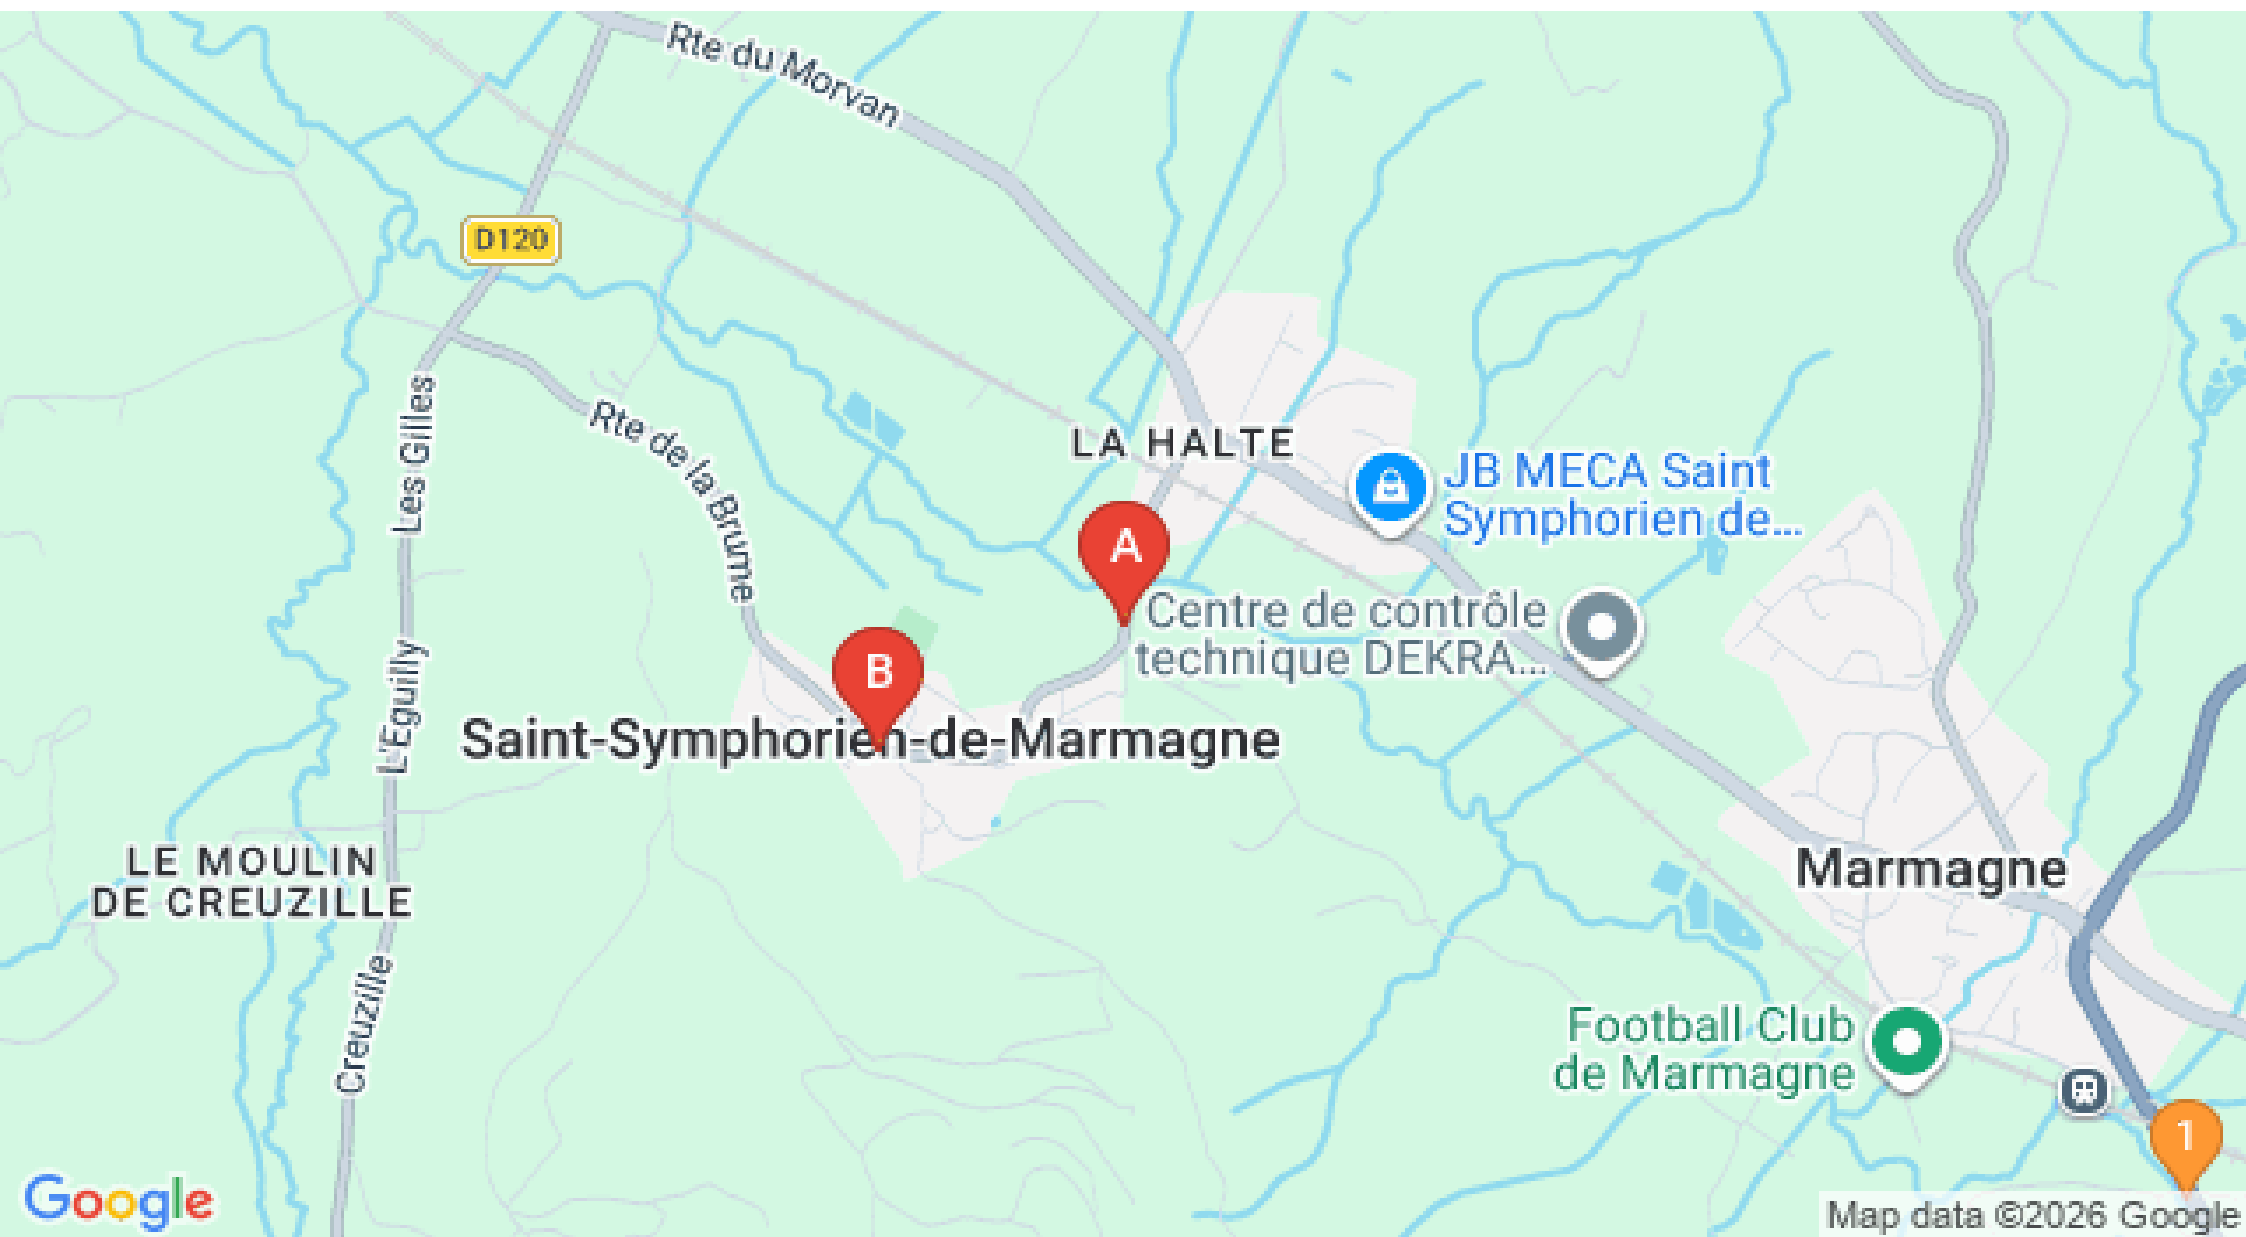 Rte du Morvan
D120
Les Gilles
Rte de la Brume
LA HALTE
JB MECA Saint
Symphorien de...
A
Centre de contrôle
technique DEKRA...
B
L'Eguilly
Saint-Symphorien-de-Marmagne
LE MOULIN
DE CREUZILLE
Marmagne
Creuzille
Football Club
de Marmagne
1
Google
Map data ©2026 Google